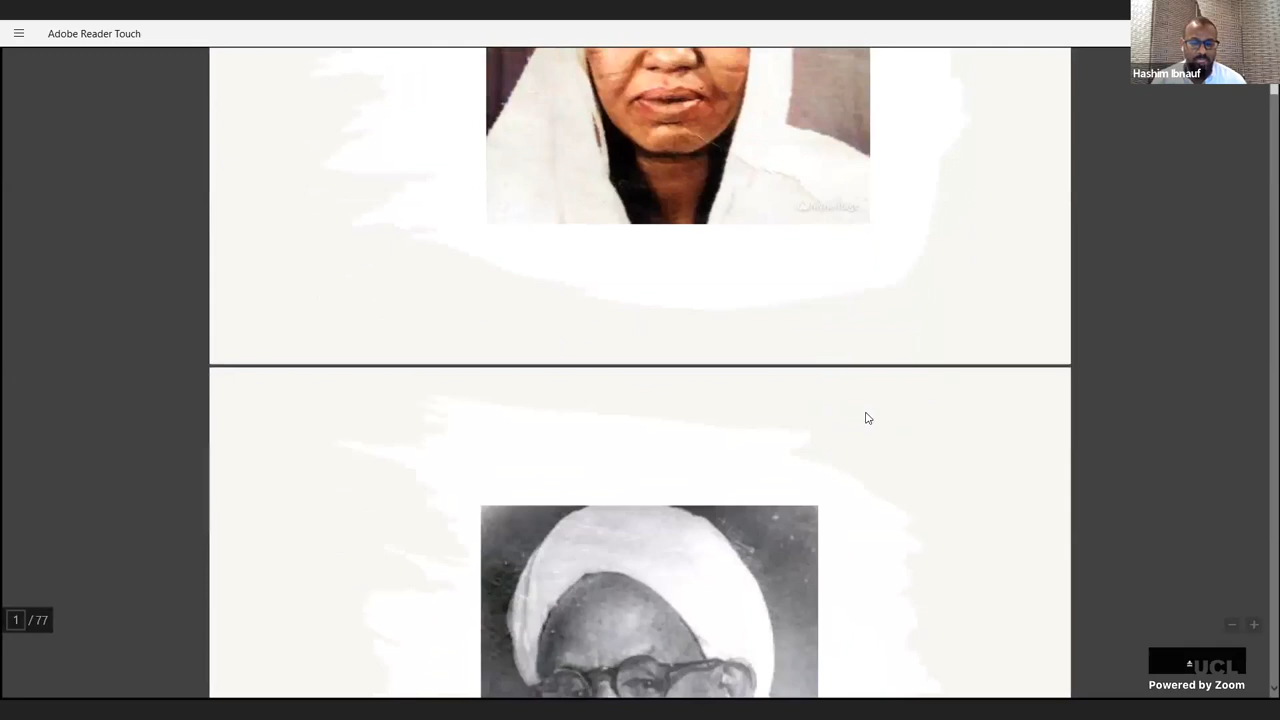 Adobe Reader Touch
Hashim Ibnauf
1 / 77
UCL
Powered by Zoom